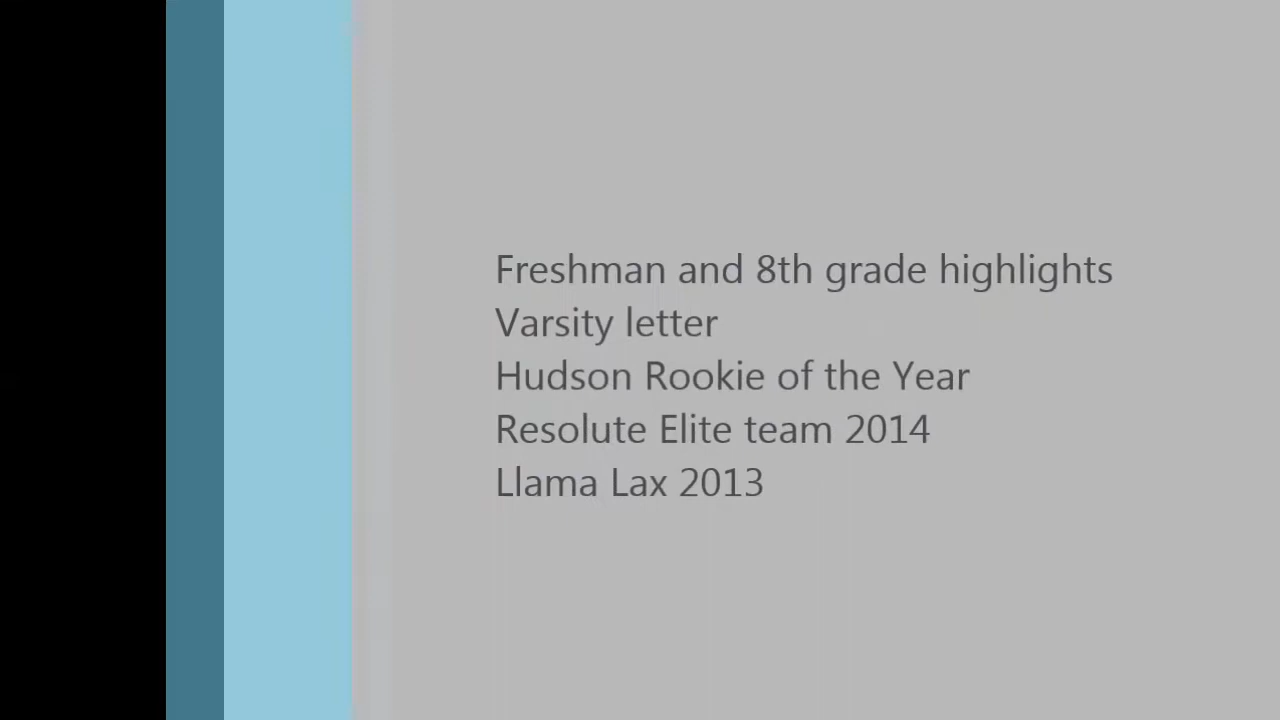 Freshman and 8th grade highlights
Varsity letter
Hudson Rookie of the Year
Resolute Elite team 2014
Llama Lax 2013